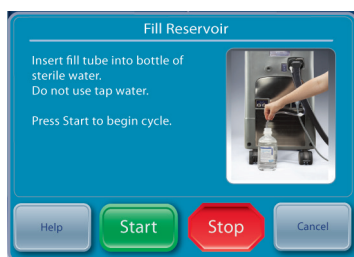 Fill Reservoir
Insert fill tube into bottle of
sterile water.
Do not use tap water.
Press Start to begin cycle.
Help
Start
Stop
Cancel